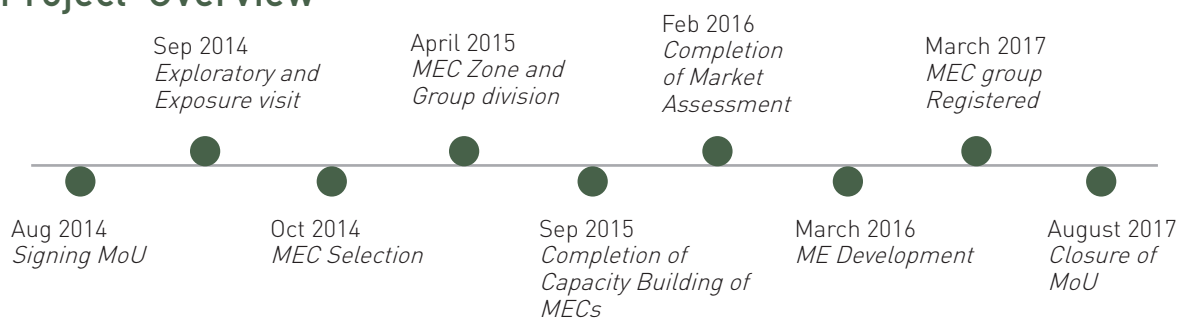 Project Overview
Sep 2014
Exploratory and
Exposure visit
April 2015
MEC Zone and
Group division
Feb 2016
Completion
of Market
Assessment
March 2017
MEC group
Registered
Aug 2014
Signing MoU
Oct 2014
MEC Selection
Sep 2015
Completion of
Capacity Building of
MECs
March 2016
ME Development
August 2017
Closure of
MoU